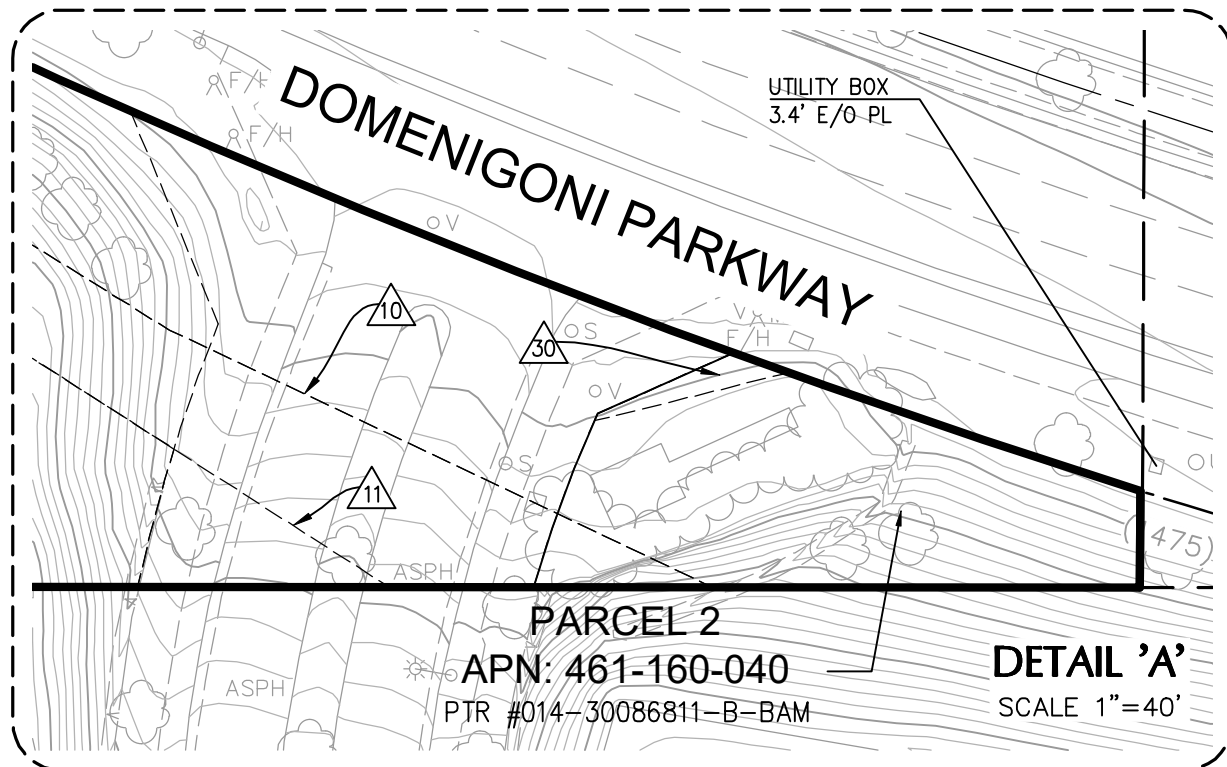 F/H
F/H
DOMENIGONI PARKWAY
UTILITY BOX
3.4' E/O PL
V
10
30
S
V
F/H
V
S
11
ASPH
(1475)
PARCEL 2
APN: 461-160-040
PTR #014-30086811-B-BAM
ASPH
DETAIL 'A'
SCALE 1"=40'